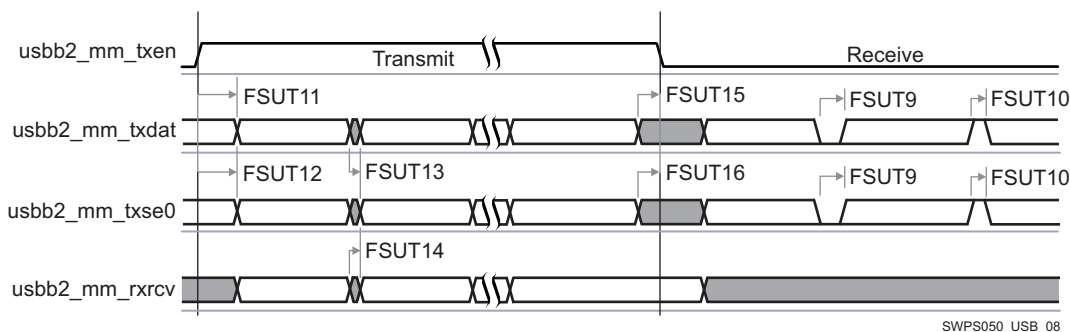 usbb2_mm_txen
Transmit
Receive
FSUT11
FSUT15
FSUT9
FSUT10
usbb2_mm_txdat
FSUT12
FSUT13
FSUT16
FSUT9
FSUT10
usbb2_mm_txse0
FSUT14
usbb2_mm_rxrcv
SWPS050_USB_08